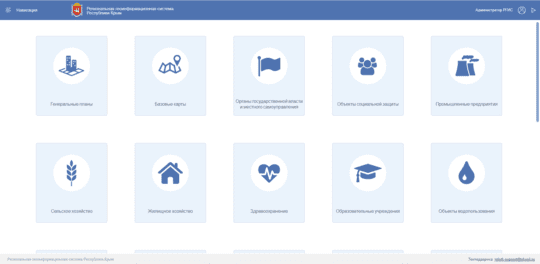 Навигация
Региональная геоинформационная система
Республики Крым
Администратор РГИС
Генеральные планы
Базовые карты
Органы государственной власти
и местного самоуправления
Объекты социальной защиты
Промышленные предприятия
Сельское хозяйство
Жилищное хозяйство
Здравоохранение
Образовательные учреждения
Объекты водопользования
Региональная геоинформационная система Республики Крым
Техподдержка: